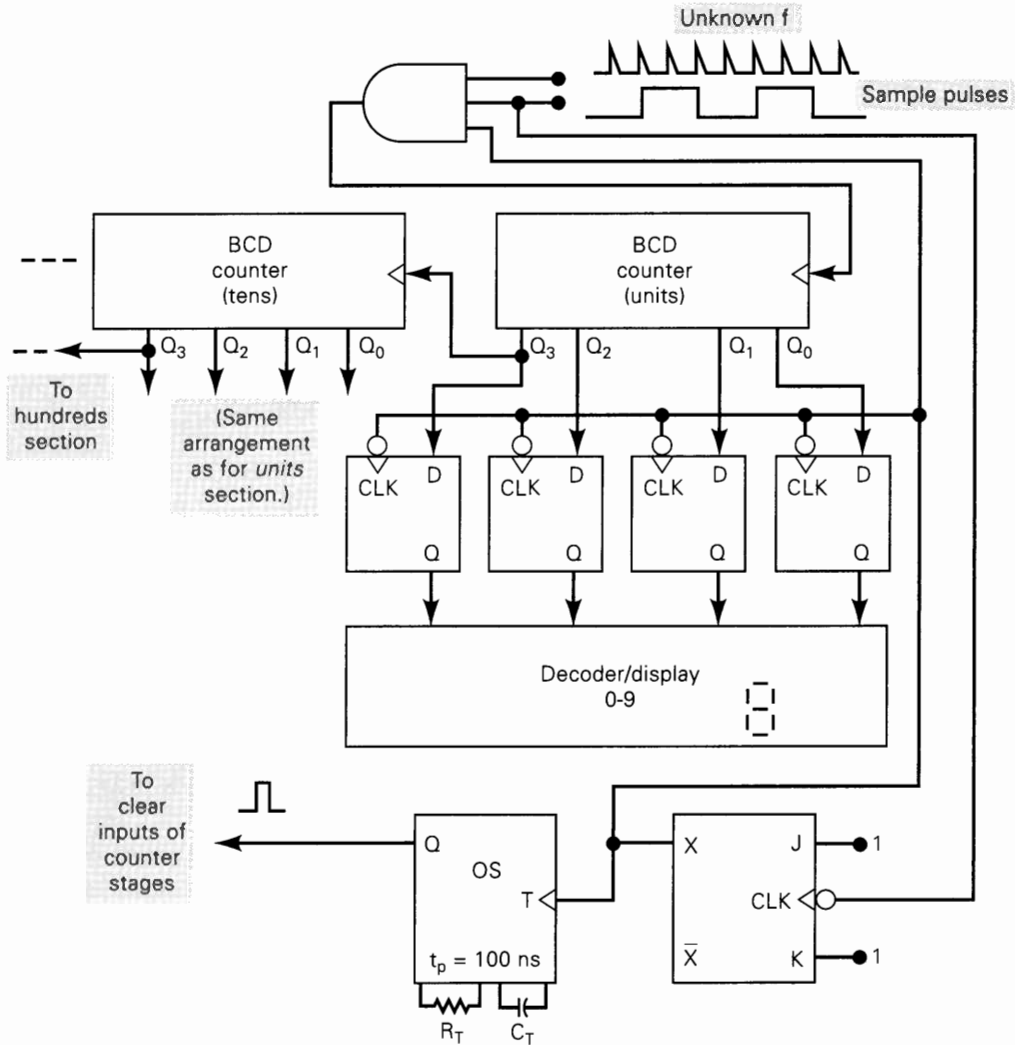 Unknown f
Sample pulses
BCD
counter
(tens)
BCD
counter
(units)
Q₃
Q₂
Q₁
Q₀
Q₃
Q₂
Q₁
Q₀
To
hundreds
section
(Same
arrangement
as for units
section.)
CLK
D
CLK
D
CLK
D
CLK
D
Q
Q
Q
Q
Decoder/display
0-9
To
clear
inputs of
counter
stages
Q
OS
T
tₚ = 100 ns
R_T
C_T
X
J
1
CLK
X̄
K
1